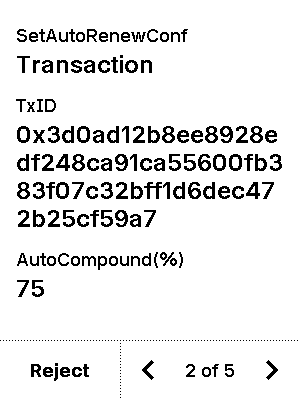 SetAutoRenewConf
Transaction
TxID
0x3d0ad12b8ee8928e
df248ca91ca55600fb3
83f07c32bff1d6dec47
2b25cf59a7
AutoCompound(%)
75
Reject
2 of 5